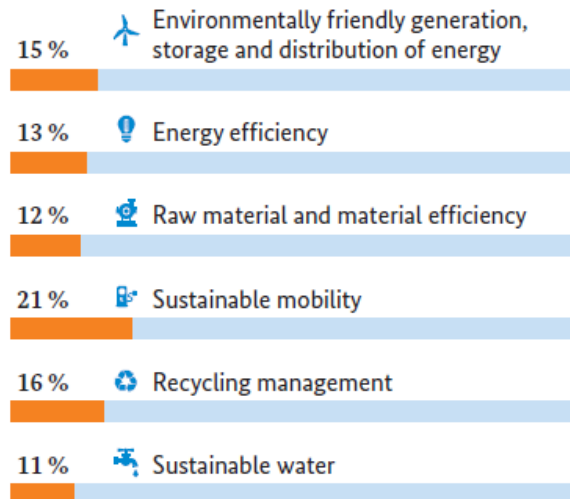 15 %
Environmentally friendly generation,
storage and distribution of energy
13 %
Energy efficiency
12 %
Raw material and material efficiency
21 %
Sustainable mobility
16 %
Recycling management
11 %
Sustainable water